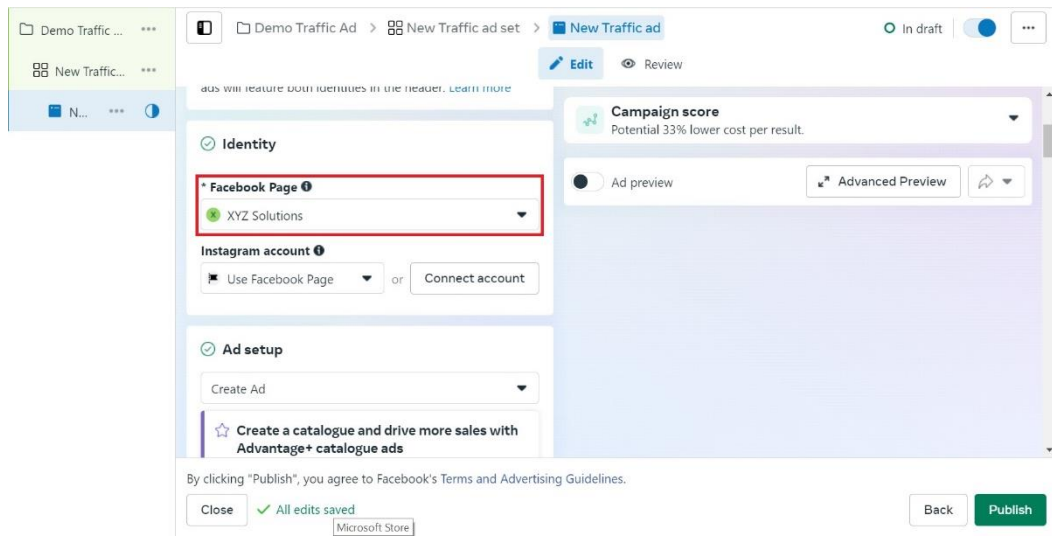 Demo Traffic ...
New Traffic...
N...
Demo Traffic Ad > New Traffic ad set > New Traffic ad
In draft
Edit
Review
ads will feature both identities in the header. Learn more
Identity
* Facebook Page
XYZ Solutions
Instagram account
Use Facebook Page
or
Connect account
Ad setup
Create Ad
Create a catalogue and drive more sales with
Advantage+ catalogue ads
Campaign score
Potential 33% lower cost per result.
Ad preview
Advanced Preview
By clicking "Publish", you agree to Facebook's Terms and Advertising Guidelines.
Close
All edits saved
Microsoft Store
Back
Publish